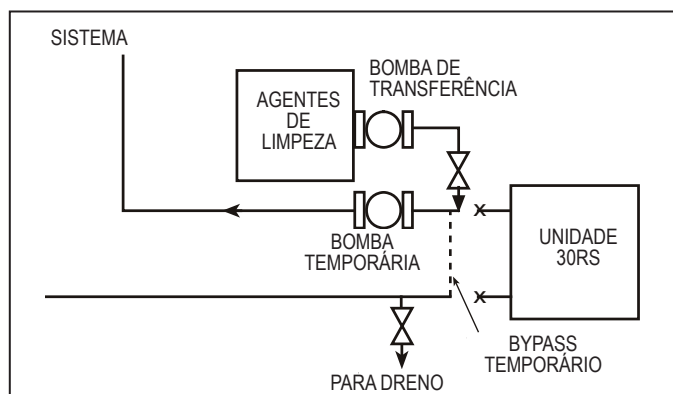 SISTEMA
BOMBA DE
TRANSFERÊNCIA
AGENTES
DE
LIMPEZA
BOMBA
TEMPORÁRIA
x
x
UNIDADE
30RS
BYPASS
TEMPORÁRIO
PARA DRENO